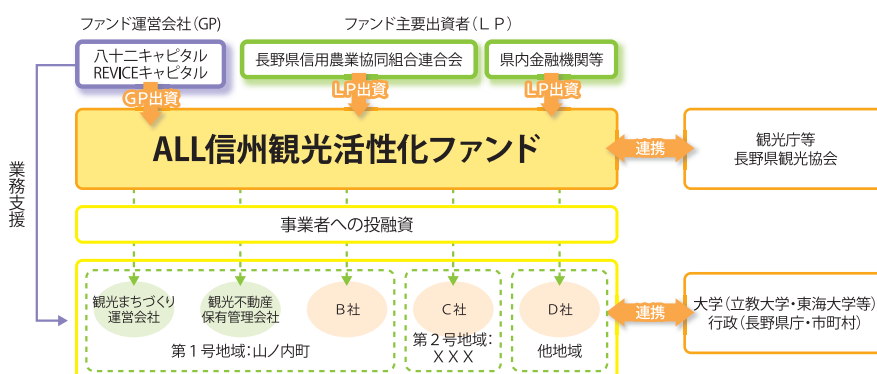 ファンド運営会社(GP)
ファンド主要出資者(LP)
八十二キャピタル
REVICEキャピタル
長野県信用農業協同組合連合会
県内金融機関等
GP出資
LP出資
LP出資
ALL信州観光活性化ファンド
連携
観光庁等
長野県観光協会
業務支援
事業者への投融資
観光まちづくり
運営会社
観光不動産
保有管理会社
B社
C社
D社
第1号地域:山ノ内町
第2号地域:
XXX
他地域
連携
大学(立教大学・東海大学等)
行政(長野県庁・市町村)